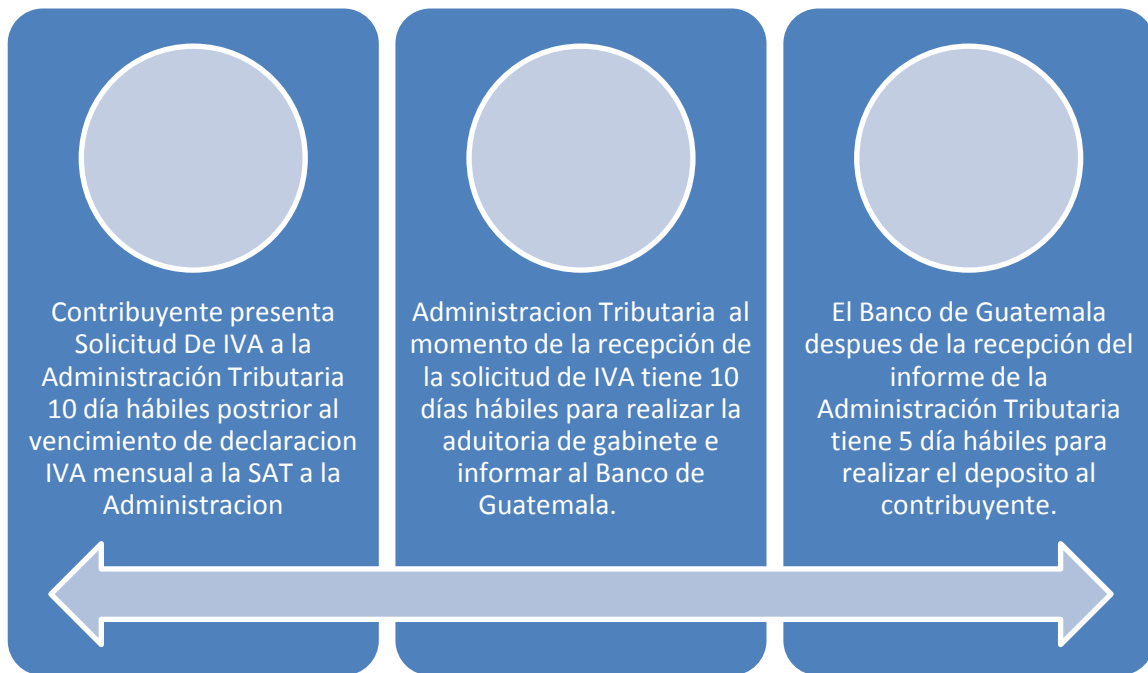 Contribuyente presenta
Solicitud De IVA a la
Administración Tributaria
10 día hábiles postrior al
vencimiento de declaracion
IVA mensual a la SAT a la
Administracion
Administracion Tributaria al
momento de la recepción de
la solicitud de IVA tiene 10
días hábiles para realizar la
aduitoria de gabinete e
informar al Banco de
Guatemala.
El Banco de Guatemala
despues de la recepción del
informe de la
Administración Tributaria
tiene 5 día hábiles para
realizar el deposito al
contribuyente.